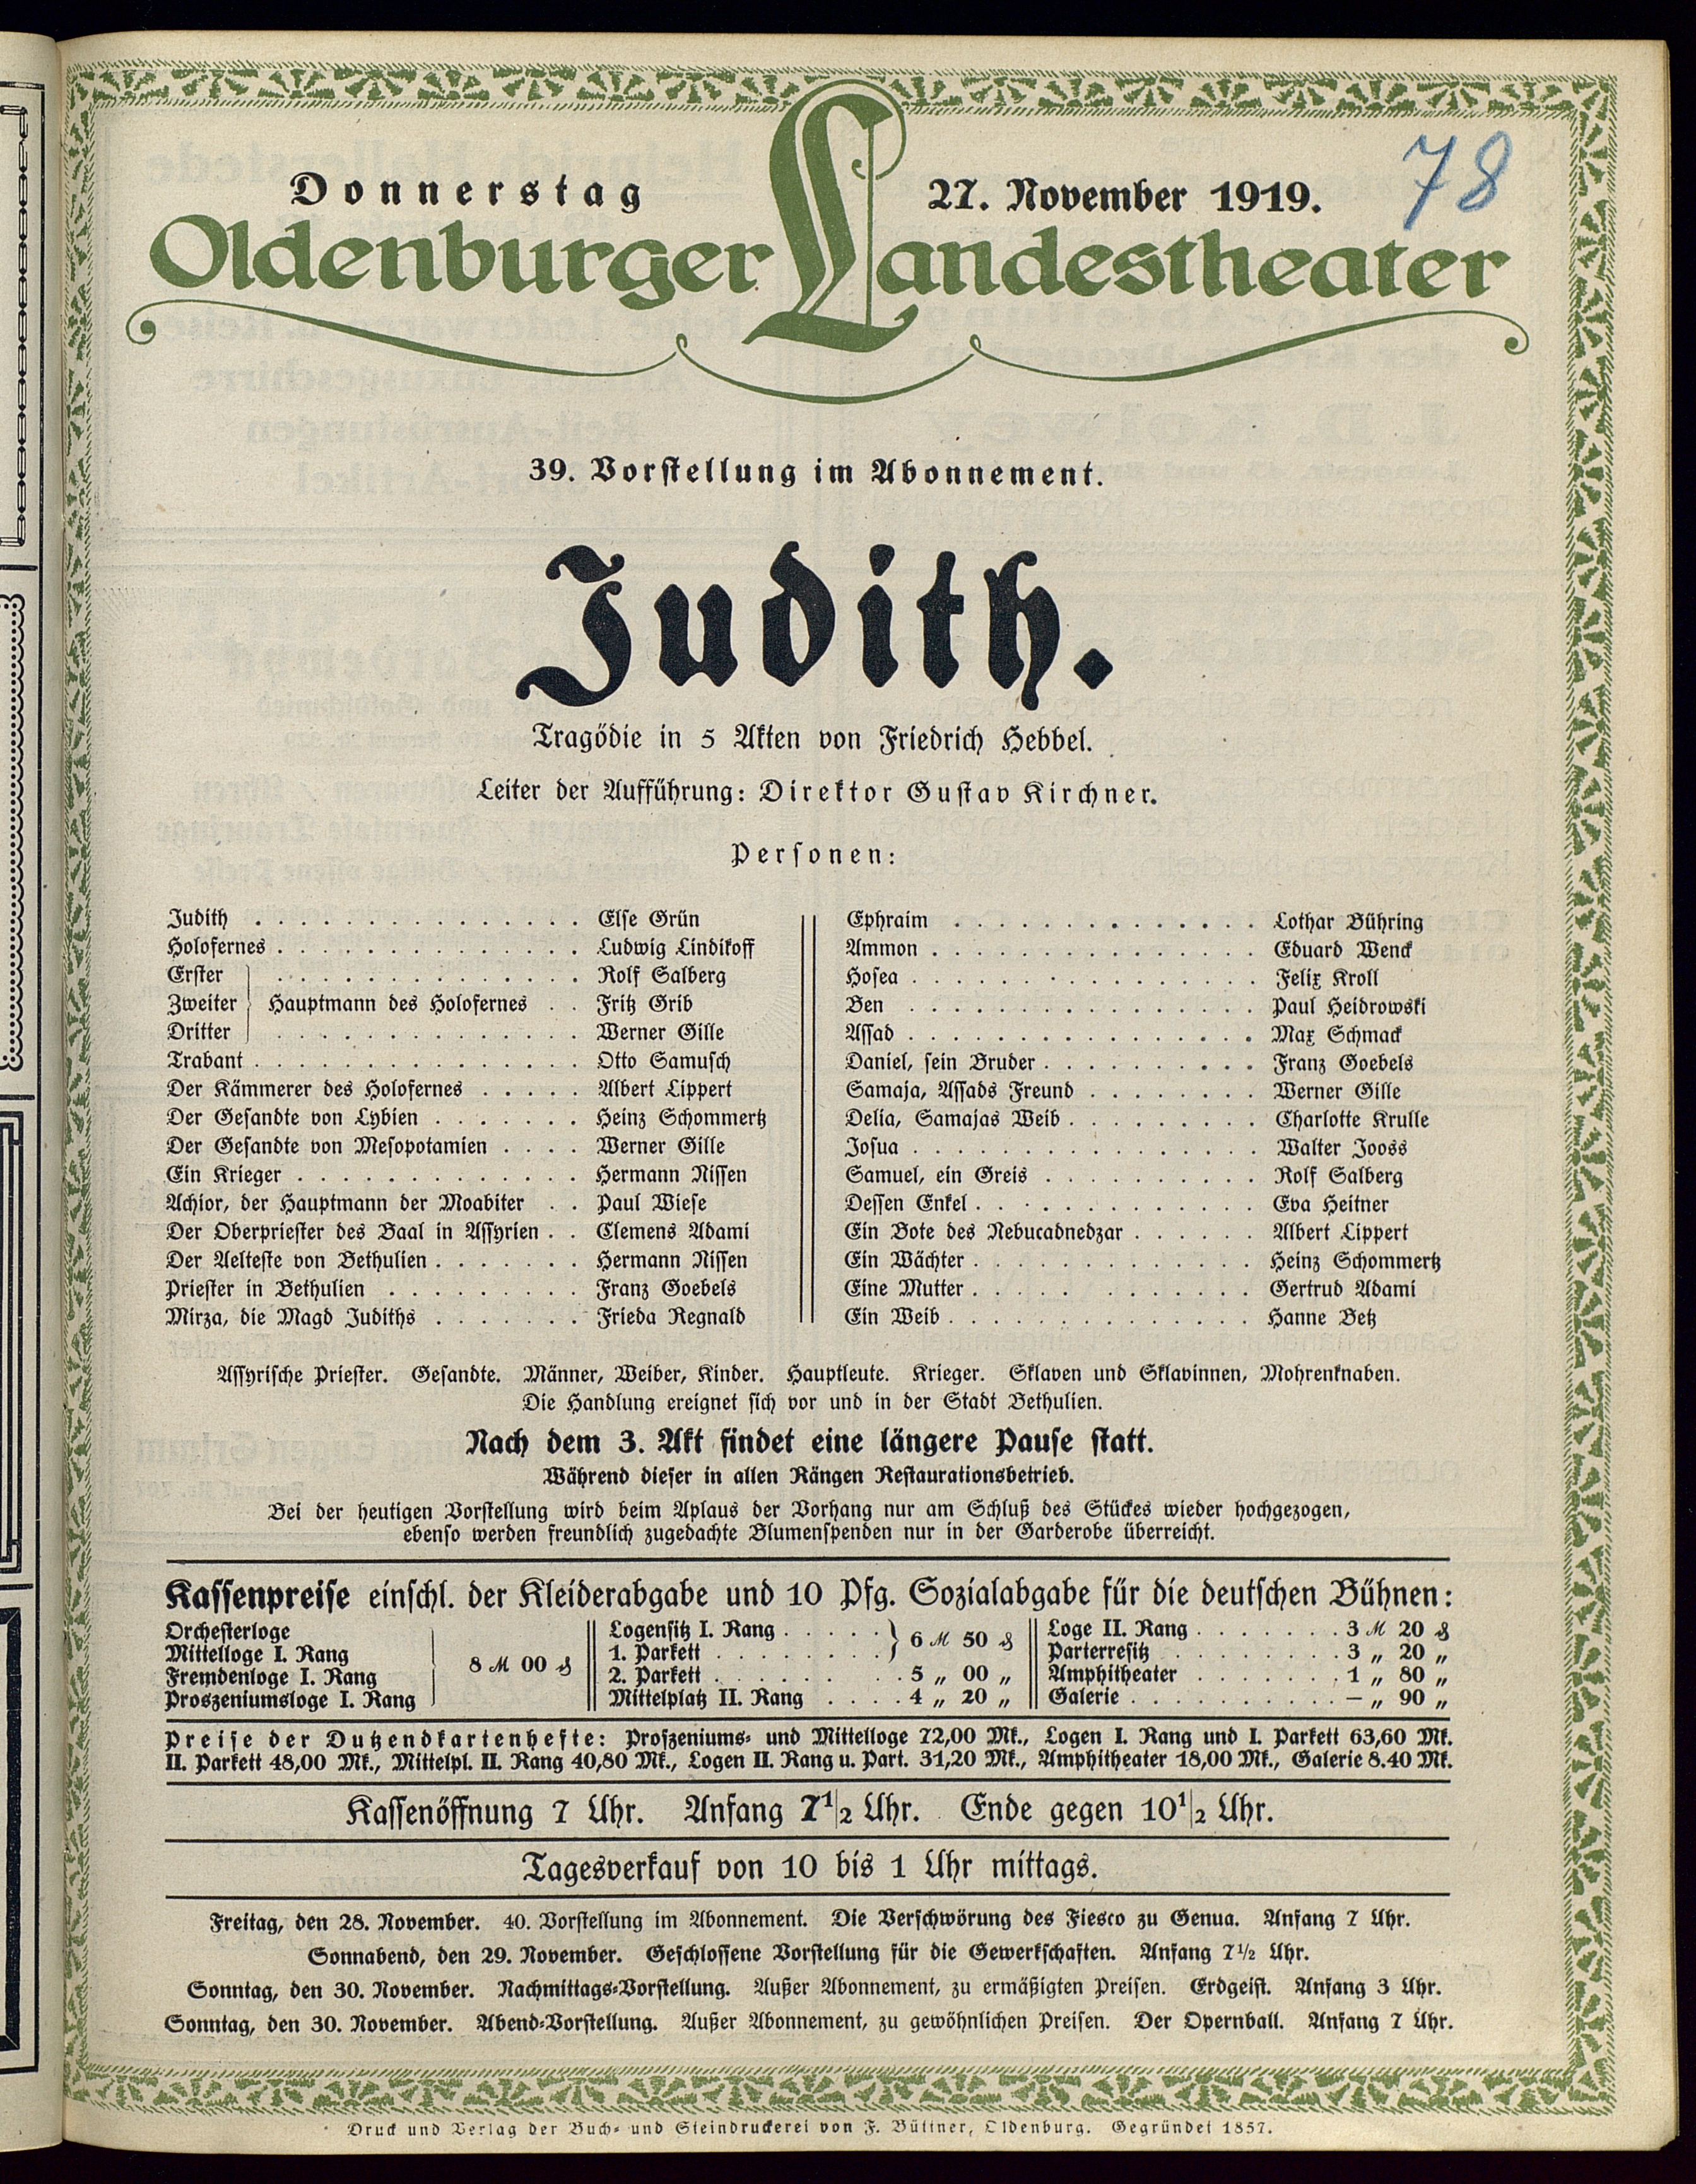 78
Donnerstag 27. November 1919.
Oldenburger Landestheater
39. Vorstellung im Abonnement.
Judith.
Tragödie in 5 Akten von Friedrich Hebbel.
Leiter der Aufführung: Direktor Gustav Kirchner.
Personen:
Judith . . . . . . . . . . . . . . Else Grün
Holofernes . . . . . . . . . . . . . Ludwig Lindikoff
Erster . . . . . . . . . . . . . Rolf Salberg
Zweiter } Hauptmann des Holofernes . . Fritz Grib
Dritter . . . . . . . . . . . . . Werner Gille
Trabant . . . . . . . . . . . . . . Otto Samusch
Der Kämmerer des Holofernes . . . . . Albert Lippert
Der Gesandte von Lybien . . . . . . . Heinz Schommertz
Der Gesandte von Mesopotamien . . . . Werner Gille
Ein Krieger . . . . . . . . . . . . . Hermann Nissen
Achior, der Hauptmann der Moabiter . . Paul Wiese
Der Oberpriester des Baal in Assyrien . . Clemens Adami
Der Aelteste von Bethulien . . . . . . . Hermann Nissen
Priester in Bethulien . . . . . . . . . Franz Goebels
Mirza, die Magd Judiths . . . . . . . Frieda Regnald
Ephraim . . . . . . . . . . . . . . Lothar Bühring
Ammon . . . . . . . . . . . . . . . Eduard Wenck
Hosea . . . . . . . . . . . . . . . . Felix Kroll
Ben . . . . . . . . . . . . . . . . Paul Heidrowski
Assad . . . . . . . . . . . . . . . . Max Schmack
Daniel, sein Bruder . . . . . . . . . . Franz Goebels
Samaja, Assads Freund . . . . . . . . Werner Gille
Delia, Samajas Weib . . . . . . . . . Charlotte Krulle
Josua . . . . . . . . . . . . . . . . Walter Jooss
Samuel, ein Greis . . . . . . . . . . Rolf Salberg
Dessen Enkel . . . . . . . . . . . . . Eva Heitner
Ein Bote des Nebucadnedzar . . . . . . Albert Lippert
Ein Wächter . . . . . . . . . . . . . Heinz Schommertz
Eine Mutter . . . . . . . . . . . . . Gertrud Adami
Ein Weib . . . . . . . . . . . . . . Hanne Betz
Assyrische Priester. Gesandte. Männer, Weiber, Kinder. Hauptleute. Krieger. Sklaven und Sklavinnen, Mohrenknaben.
Die Handlung ereignet sich vor und in der Stadt Bethulien.
Nach dem 3. Akt findet eine längere Pause statt.
Während dieser in allen Rängen Restaurationsbetrieb.
Bei der heutigen Vorstellung wird beim Aplaus der Vorhang nur am Schluß des Stückes wieder hochgezogen,
ebenso werden freundlich zugedachte Blumenspenden nur in der Garderobe überreicht.
Kassenpreise einschl. der Kleiderabgabe und 10 Pfg. Sozialabgabe für die deutschen Bühnen:
Orchesterloge
Mittelloge I. Rang
Fremdenloge I. Rang
Proszeniumsloge I. Rang
8 ℳ 00 ₰
Logensitz I. Rang . . . . .
1. Parkett . . . . . . . . .
6 ℳ 50 ₰
2. Parkett . . . . . . . . . 5 „ 00 „
Mittelplatz II. Rang . . . . 4 „ 20 „
Loge II. Rang . . . . . . . 3 ℳ 20 ₰
Parterresitz . . . . . . . . 3 „ 20 „
Amphitheater . . . . . . . 1 „ 80 „
Galerie . . . . . . . . . . — „ 90 „
Preise der Dutzendkartenhefte: Proszeniums- und Mittelloge 72,00 Mk., Logen I. Rang und I. Parkett 63,60 Mk.
II. Parkett 48,00 Mk., Mittelpl. II. Rang 40,80 Mk., Logen II. Rang u. Part. 31,20 Mk., Amphitheater 18,00 Mk., Galerie 8.40 Mk.
Kassenöffnung 7 Uhr. Anfang 7 1/2 Uhr. Ende gegen 10 1/2 Uhr.
Tagesverkauf von 10 bis 1 Uhr mittags.
Freitag, den 28. November. 40. Vorstellung im Abonnement. Die Verschwörung des Fiesco zu Genua. Anfang 7 Uhr.
Sonnabend, den 29. November. Geschlossene Vorstellung für die Gewerkschaften. Anfang 7 1/2 Uhr.
Sonntag, den 30. November. Nachmittags-Vorstellung. Außer Abonnement, zu ermäßigten Preisen. Erdgeist. Anfang 3 Uhr.
Sonntag, den 30. November. Abend-Vorstellung. Außer Abonnement, zu gewöhnlichen Preisen. Der Opernball. Anfang 7 Uhr.
Druck und Verlag der Buch- und Steindruckerei von F. Büttner, Oldenburg. Gegründet 1857.